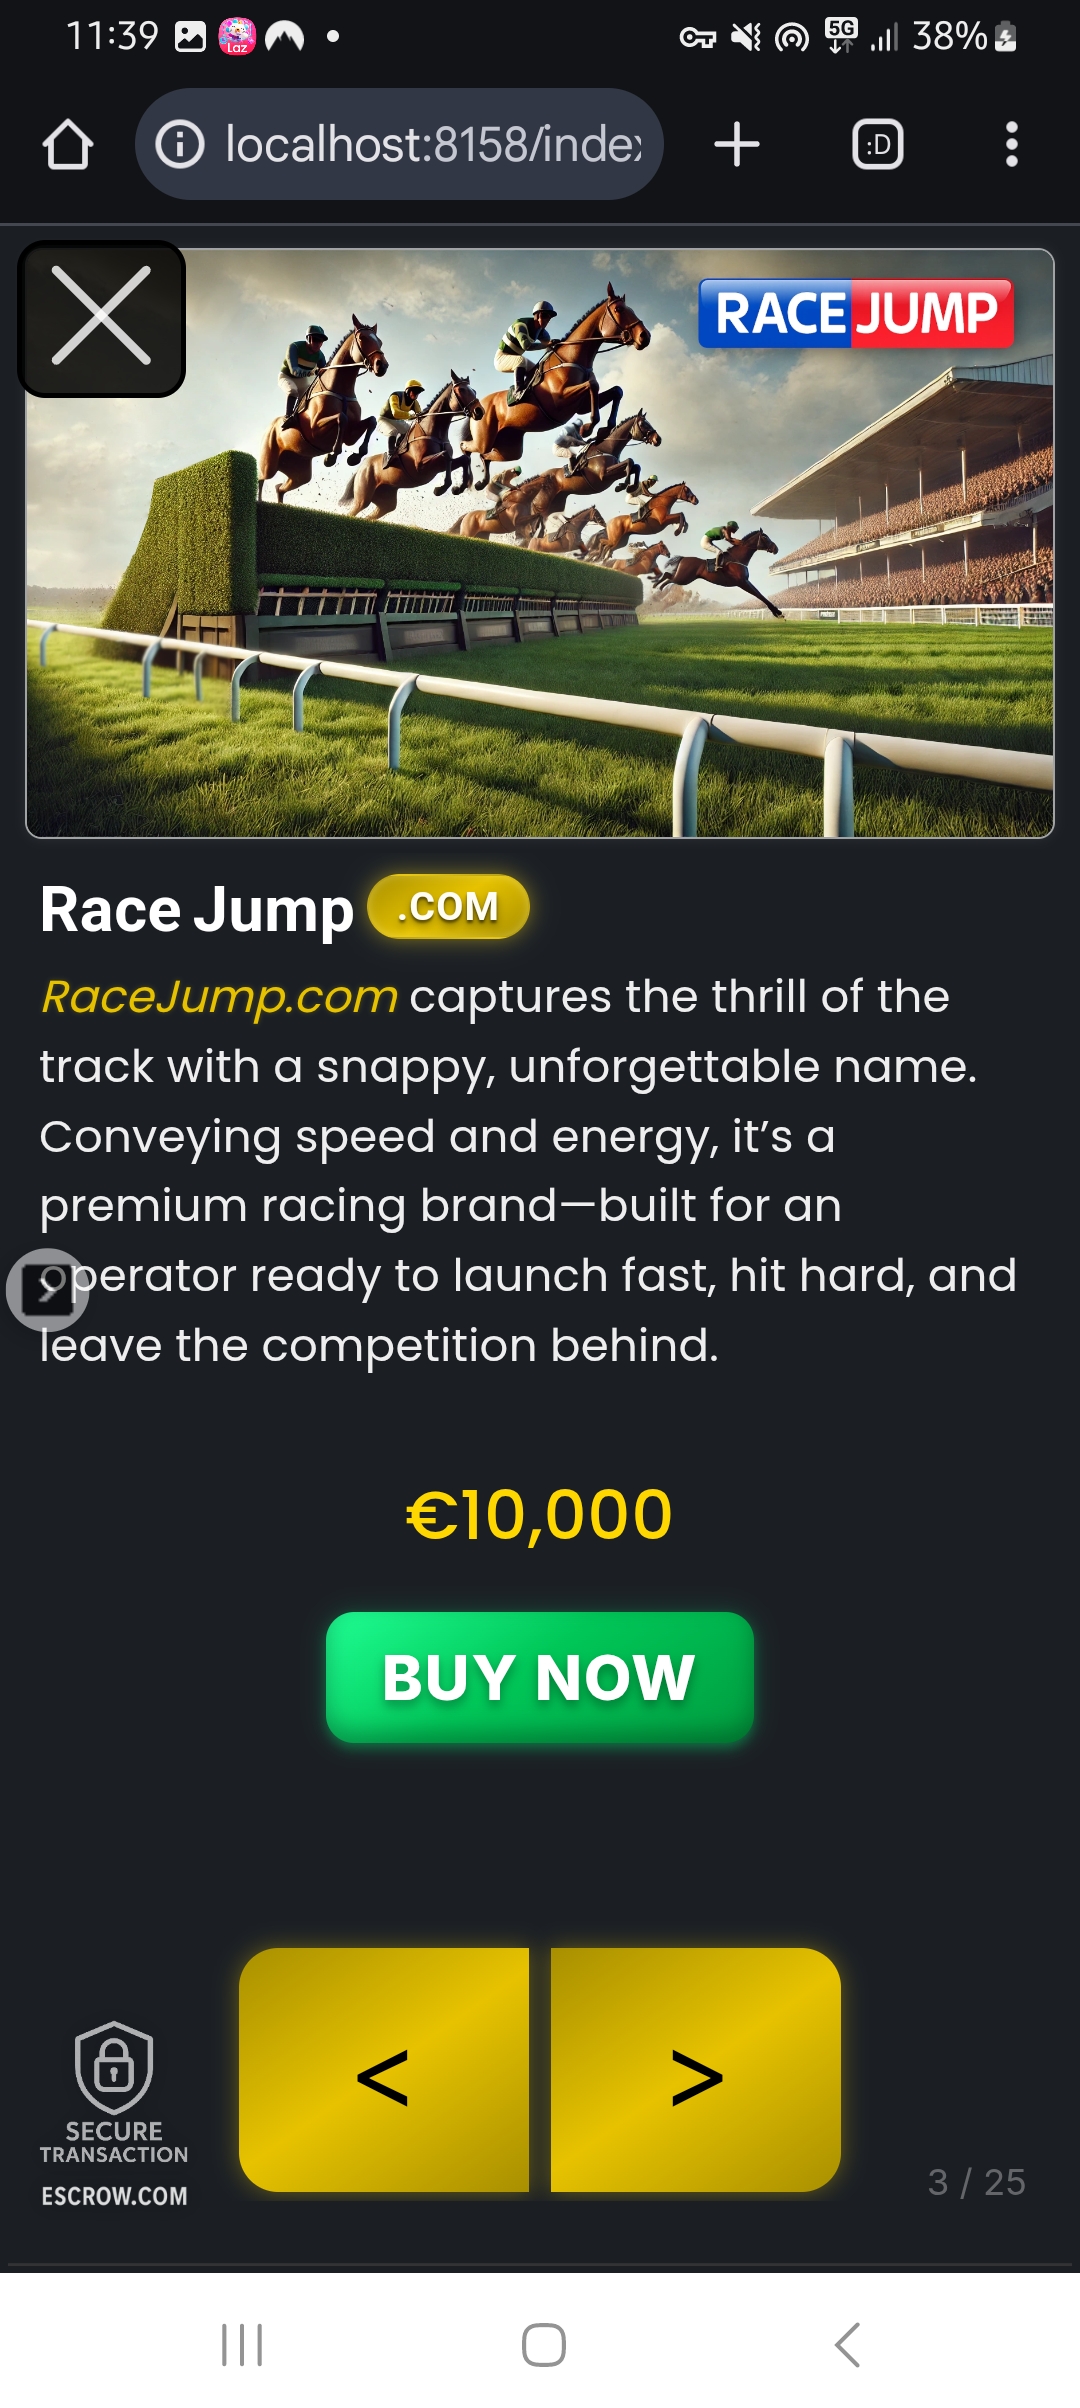 11:39
Laz
5G
38%
localhost:8158/index
:D
RACE JUMP
Race Jump .COM
RaceJump.com captures the thrill of the
track with a snappy, unforgettable name.
Conveying speed and energy, it’s a
premium racing brand—built for an
operator ready to launch fast, hit hard, and
leave the competition behind.
€10,000
BUY NOW
< >
SECURE
TRANSACTION
ESCROW.COM
3 / 25